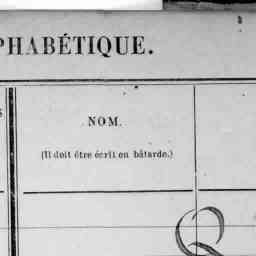 PHABÉTIQUE.
NOM.
(Il doit être écrit en bâtarde.)